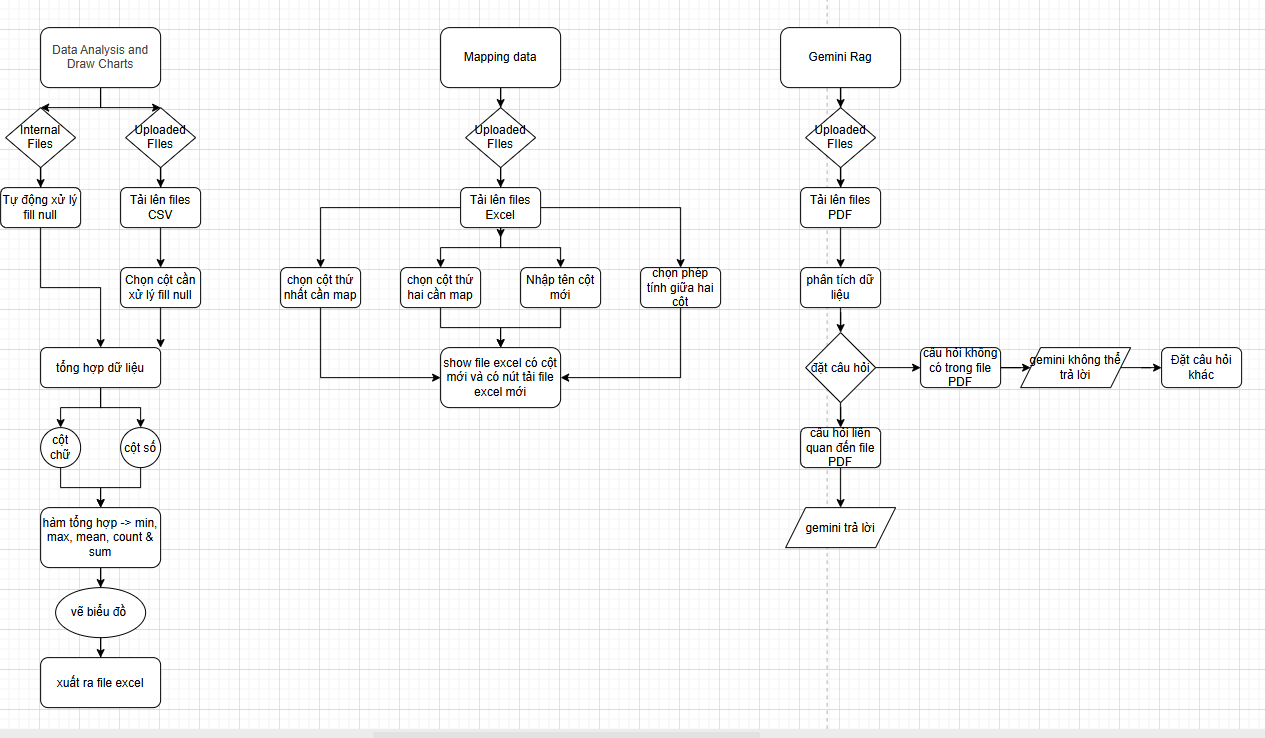 Data Analysis and
Draw Charts
Internal
Files
Uploaded
FIles
Tự động xử lý
fill null
Tải lên files
CSV
Chọn cột cần
xử lý fill null
tổng hợp dữ liệu
cột
chữ
cột số
hàm tổng hợp -> min,
max, mean, count &
sum
vẽ biểu đồ
xuất ra file excel
Mapping data
Uploaded
FIles
Tải lên files
Excel
chọn cột thứ
nhất cần map
chọn cột thứ
hai cần map
Nhập tên cột
mới
chọn phép
tính giữa hai
cột
show file excel có cột
mới và có nút tải file
excel mới
Gemini Rag
Uploaded
FIles
Tải lên files
PDF
phân tích dữ
liệu
đặt câu hỏi
câu hỏi không
có trong file
PDF
gemini không thể
trả lời
Đặt câu hỏi
khác
câu hỏi liên
quan đến file
PDF
gemini trả lời